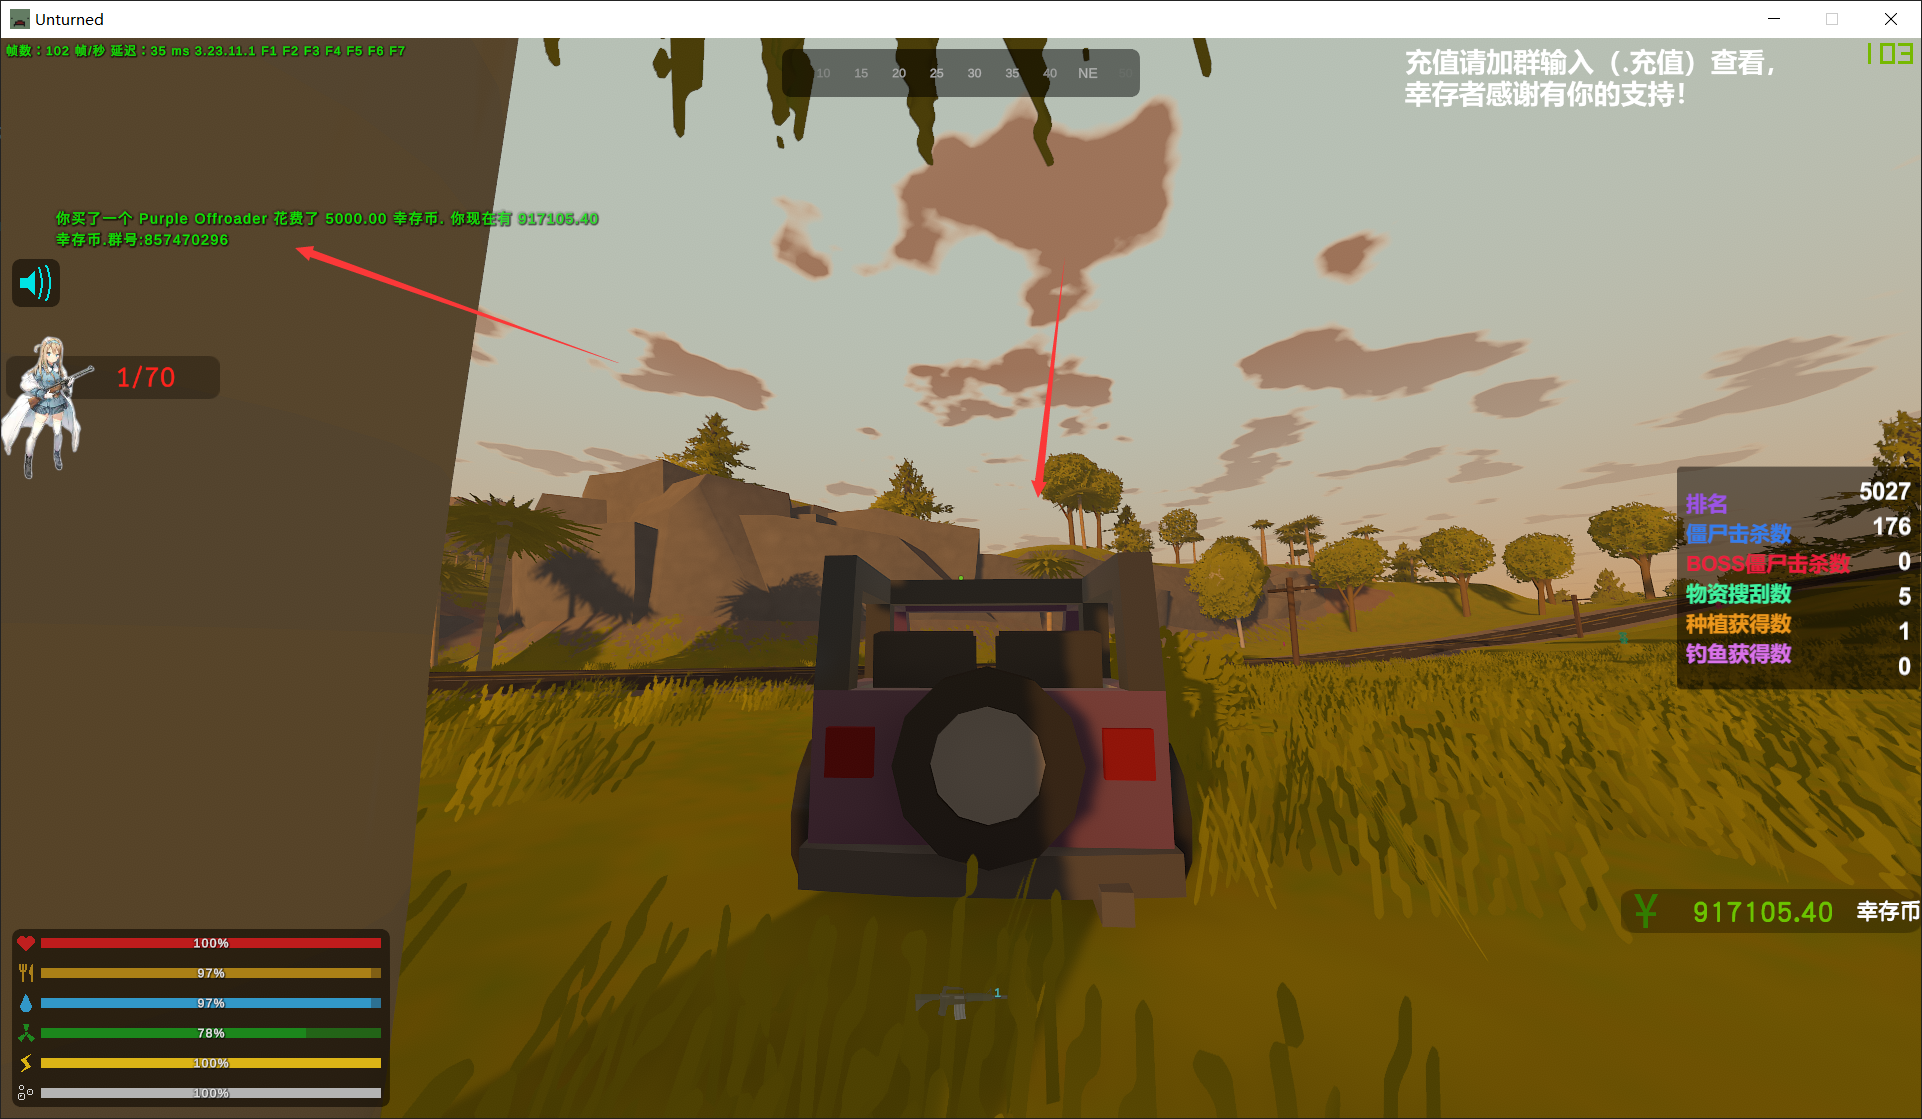 Unturned
帧数：102 帧/秒 延迟：35 ms 3.23.11.1 F1 F2 F3 F4 F5 F6 F7
10 15 20 25 30 35 40 NE 50
充值请加群输入（.充值）查看，
幸存者感谢有你的支持！
103
你买了一个 Purple Offroader 花费了 5000.00 幸存币. 你现在有 917105.40
幸存币.群号:857470296
1/70
排名 5027
僵尸击杀数 176
BOSS僵尸击杀数 0
物资搜刮数 5
种植获得数 1
钓鱼获得数 0
¥ 917105.40 幸存币
100%
97%
97%
78%
100%
100%
1